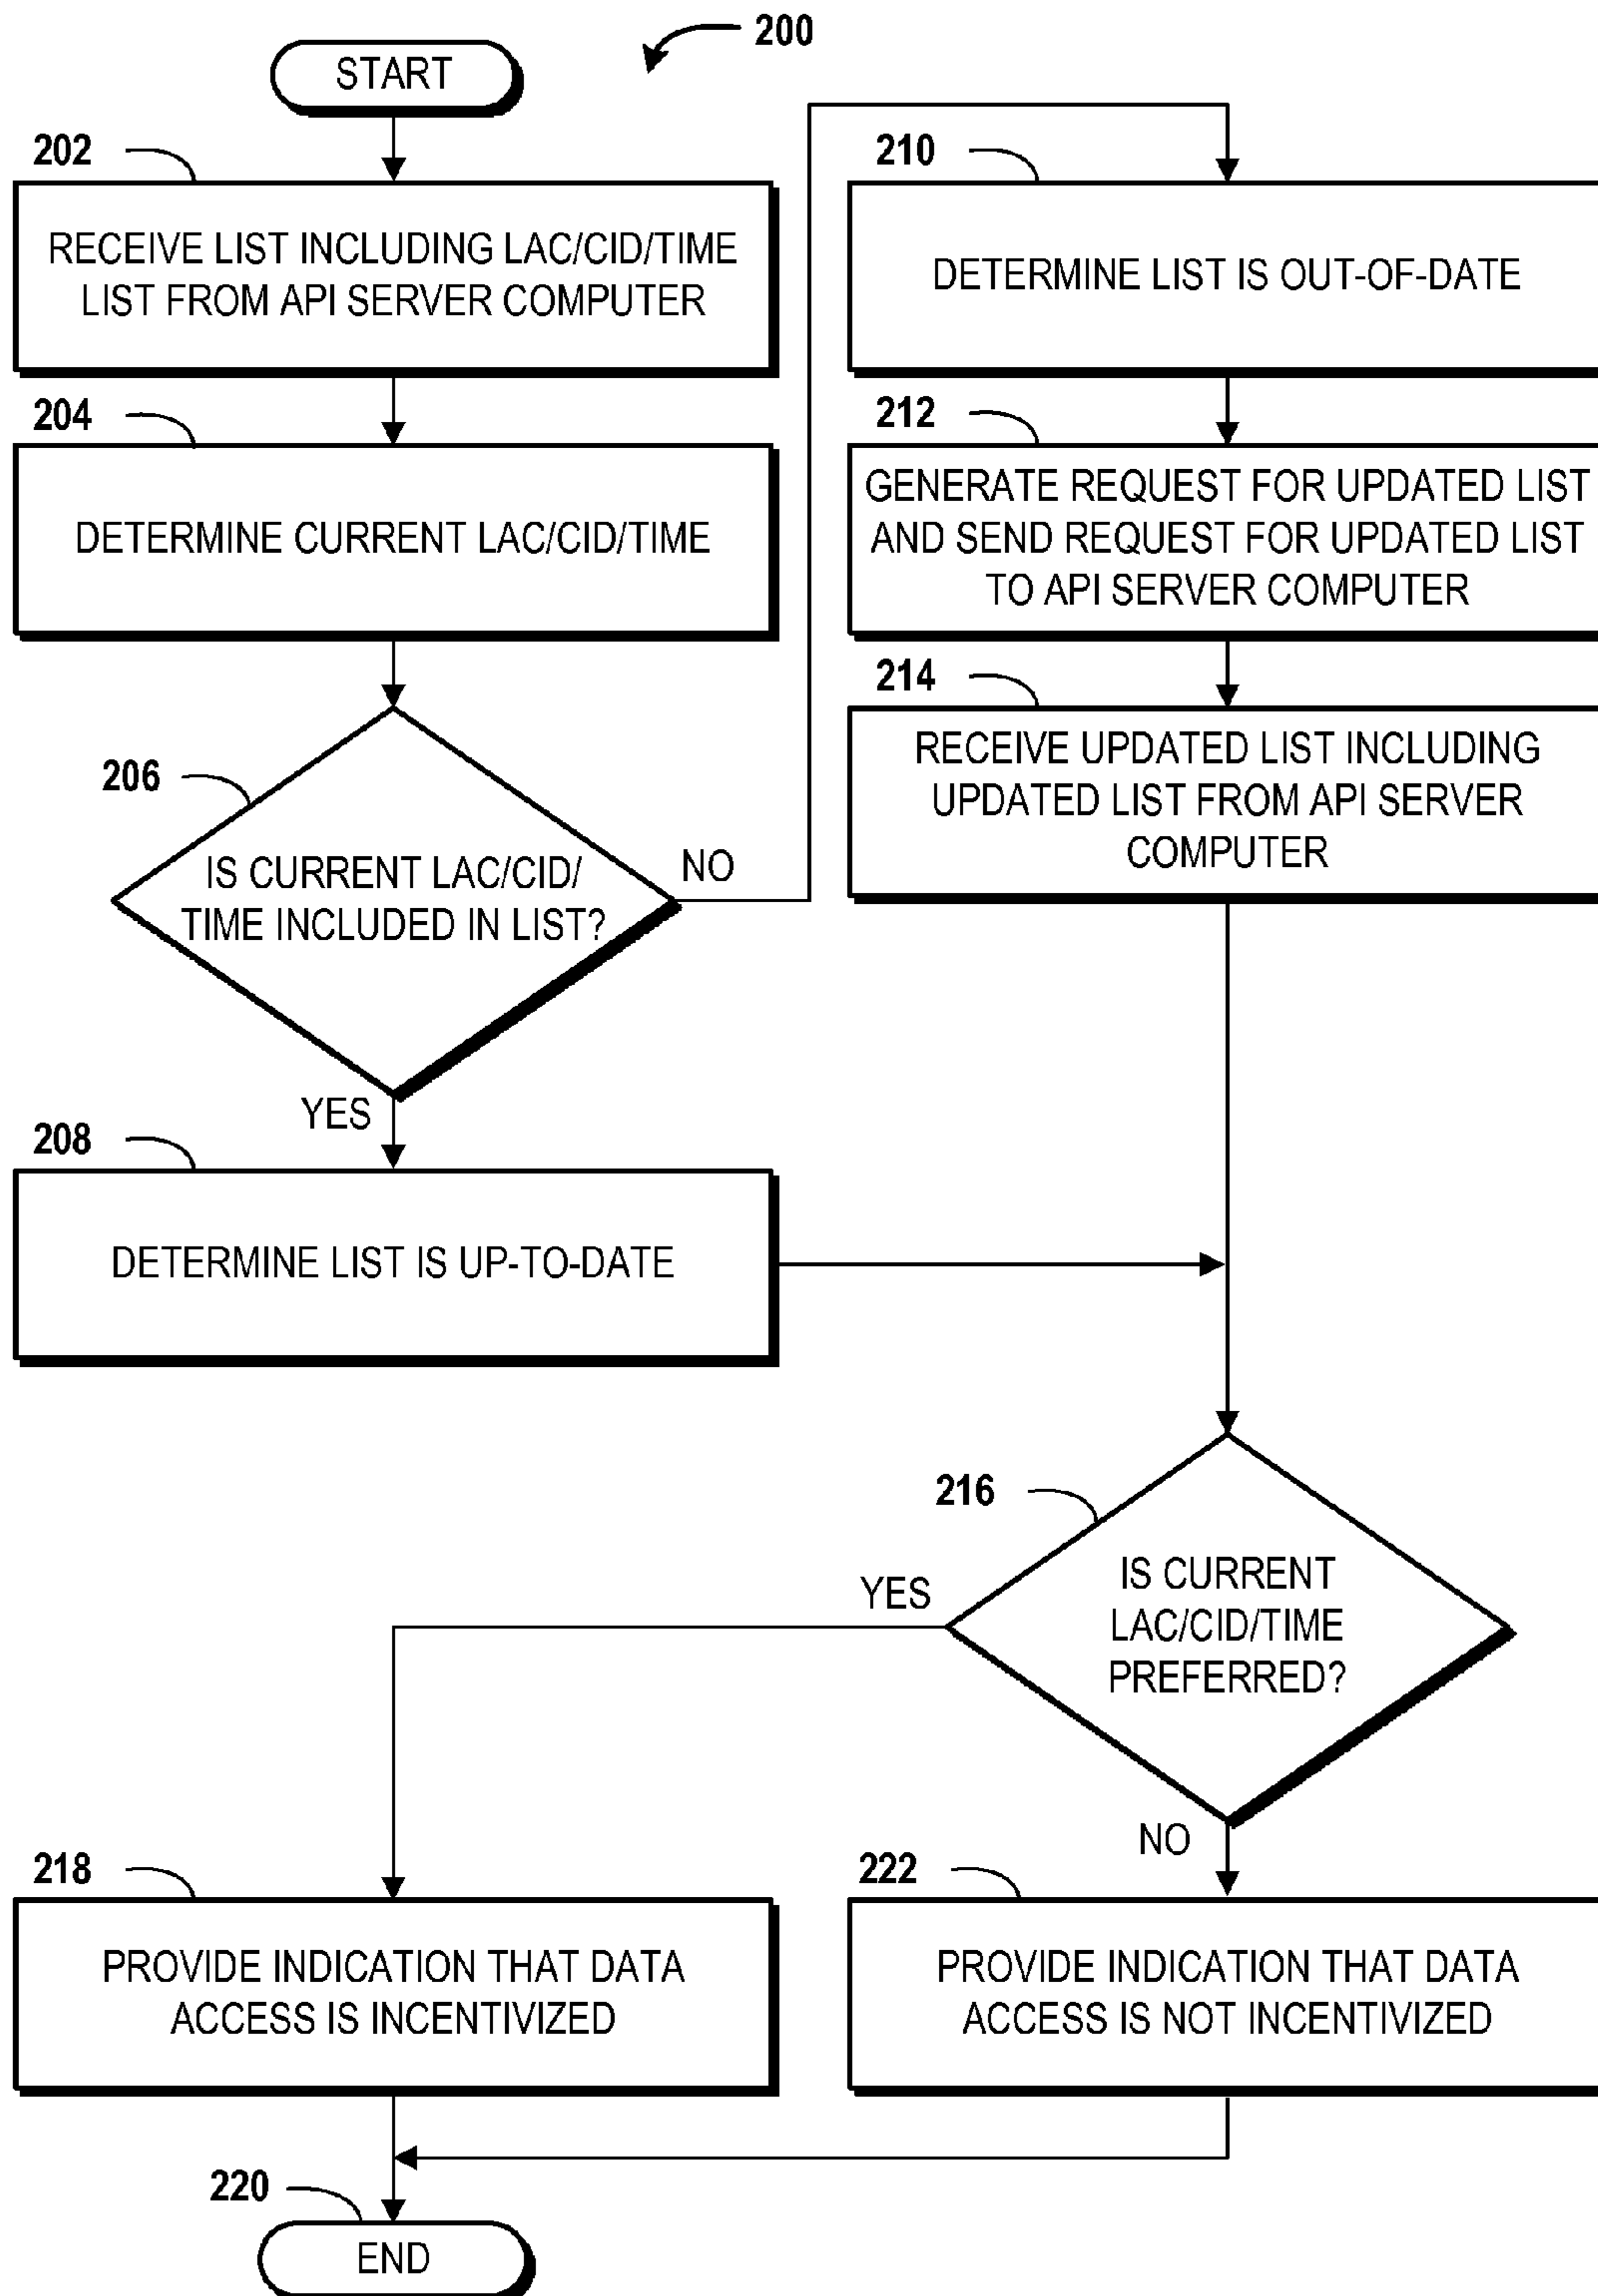 200
START
202
RECEIVE LIST INCLUDING LAC/CID/TIME
LIST FROM API SERVER COMPUTER
204
DETERMINE CURRENT LAC/CID/TIME
206
IS CURRENT LAC/CID/
TIME INCLUDED IN LIST?
NO
YES
208
DETERMINE LIST IS UP-TO-DATE
210
DETERMINE LIST IS OUT-OF-DATE
212
GENERATE REQUEST FOR UPDATED LIST
AND SEND REQUEST FOR UPDATED LIST
TO API SERVER COMPUTER
214
RECEIVE UPDATED LIST INCLUDING
UPDATED LIST FROM API SERVER
COMPUTER
216
IS CURRENT
LAC/CID/TIME
PREFERRED?
YES
NO
218
PROVIDE INDICATION THAT DATA
ACCESS IS INCENTIVIZED
222
PROVIDE INDICATION THAT DATA
ACCESS IS NOT INCENTIVIZED
220
END